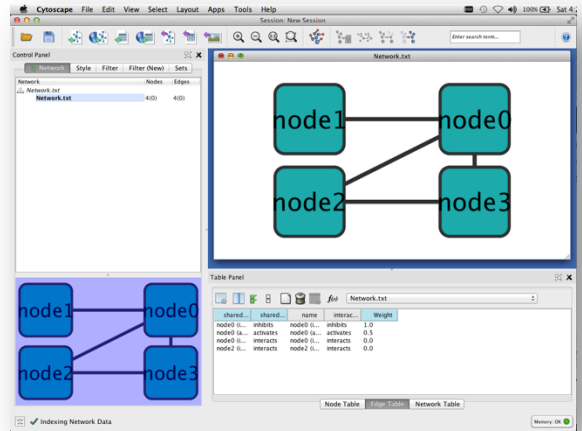 Cytoscape File Edit View Select Layout Apps Tools Help 100% Sat 4:
Session: New Session
Enter search term...
Control Panel
Network Style Filter Filter (New) Sets
Network Nodes Edges
Network.txt
Network.txt 4(0) 4(0)
Network.txt
node1 node0
node2 node3
node1 node0
node2 node3
Table Panel
f(x) Network.txt
shared... shared... name interac... Weight
node0 (i... inhibits node0 (i... inhibits 1.0
node0 (a... activates node0 (a... activates 0.5
node0 (i... interacts node0 (i... interacts 0.0
node2 (i... interacts node2 (i... interacts 0.0
Node Table Edge Table Network Table
Indexing Network Data
Memory: OK